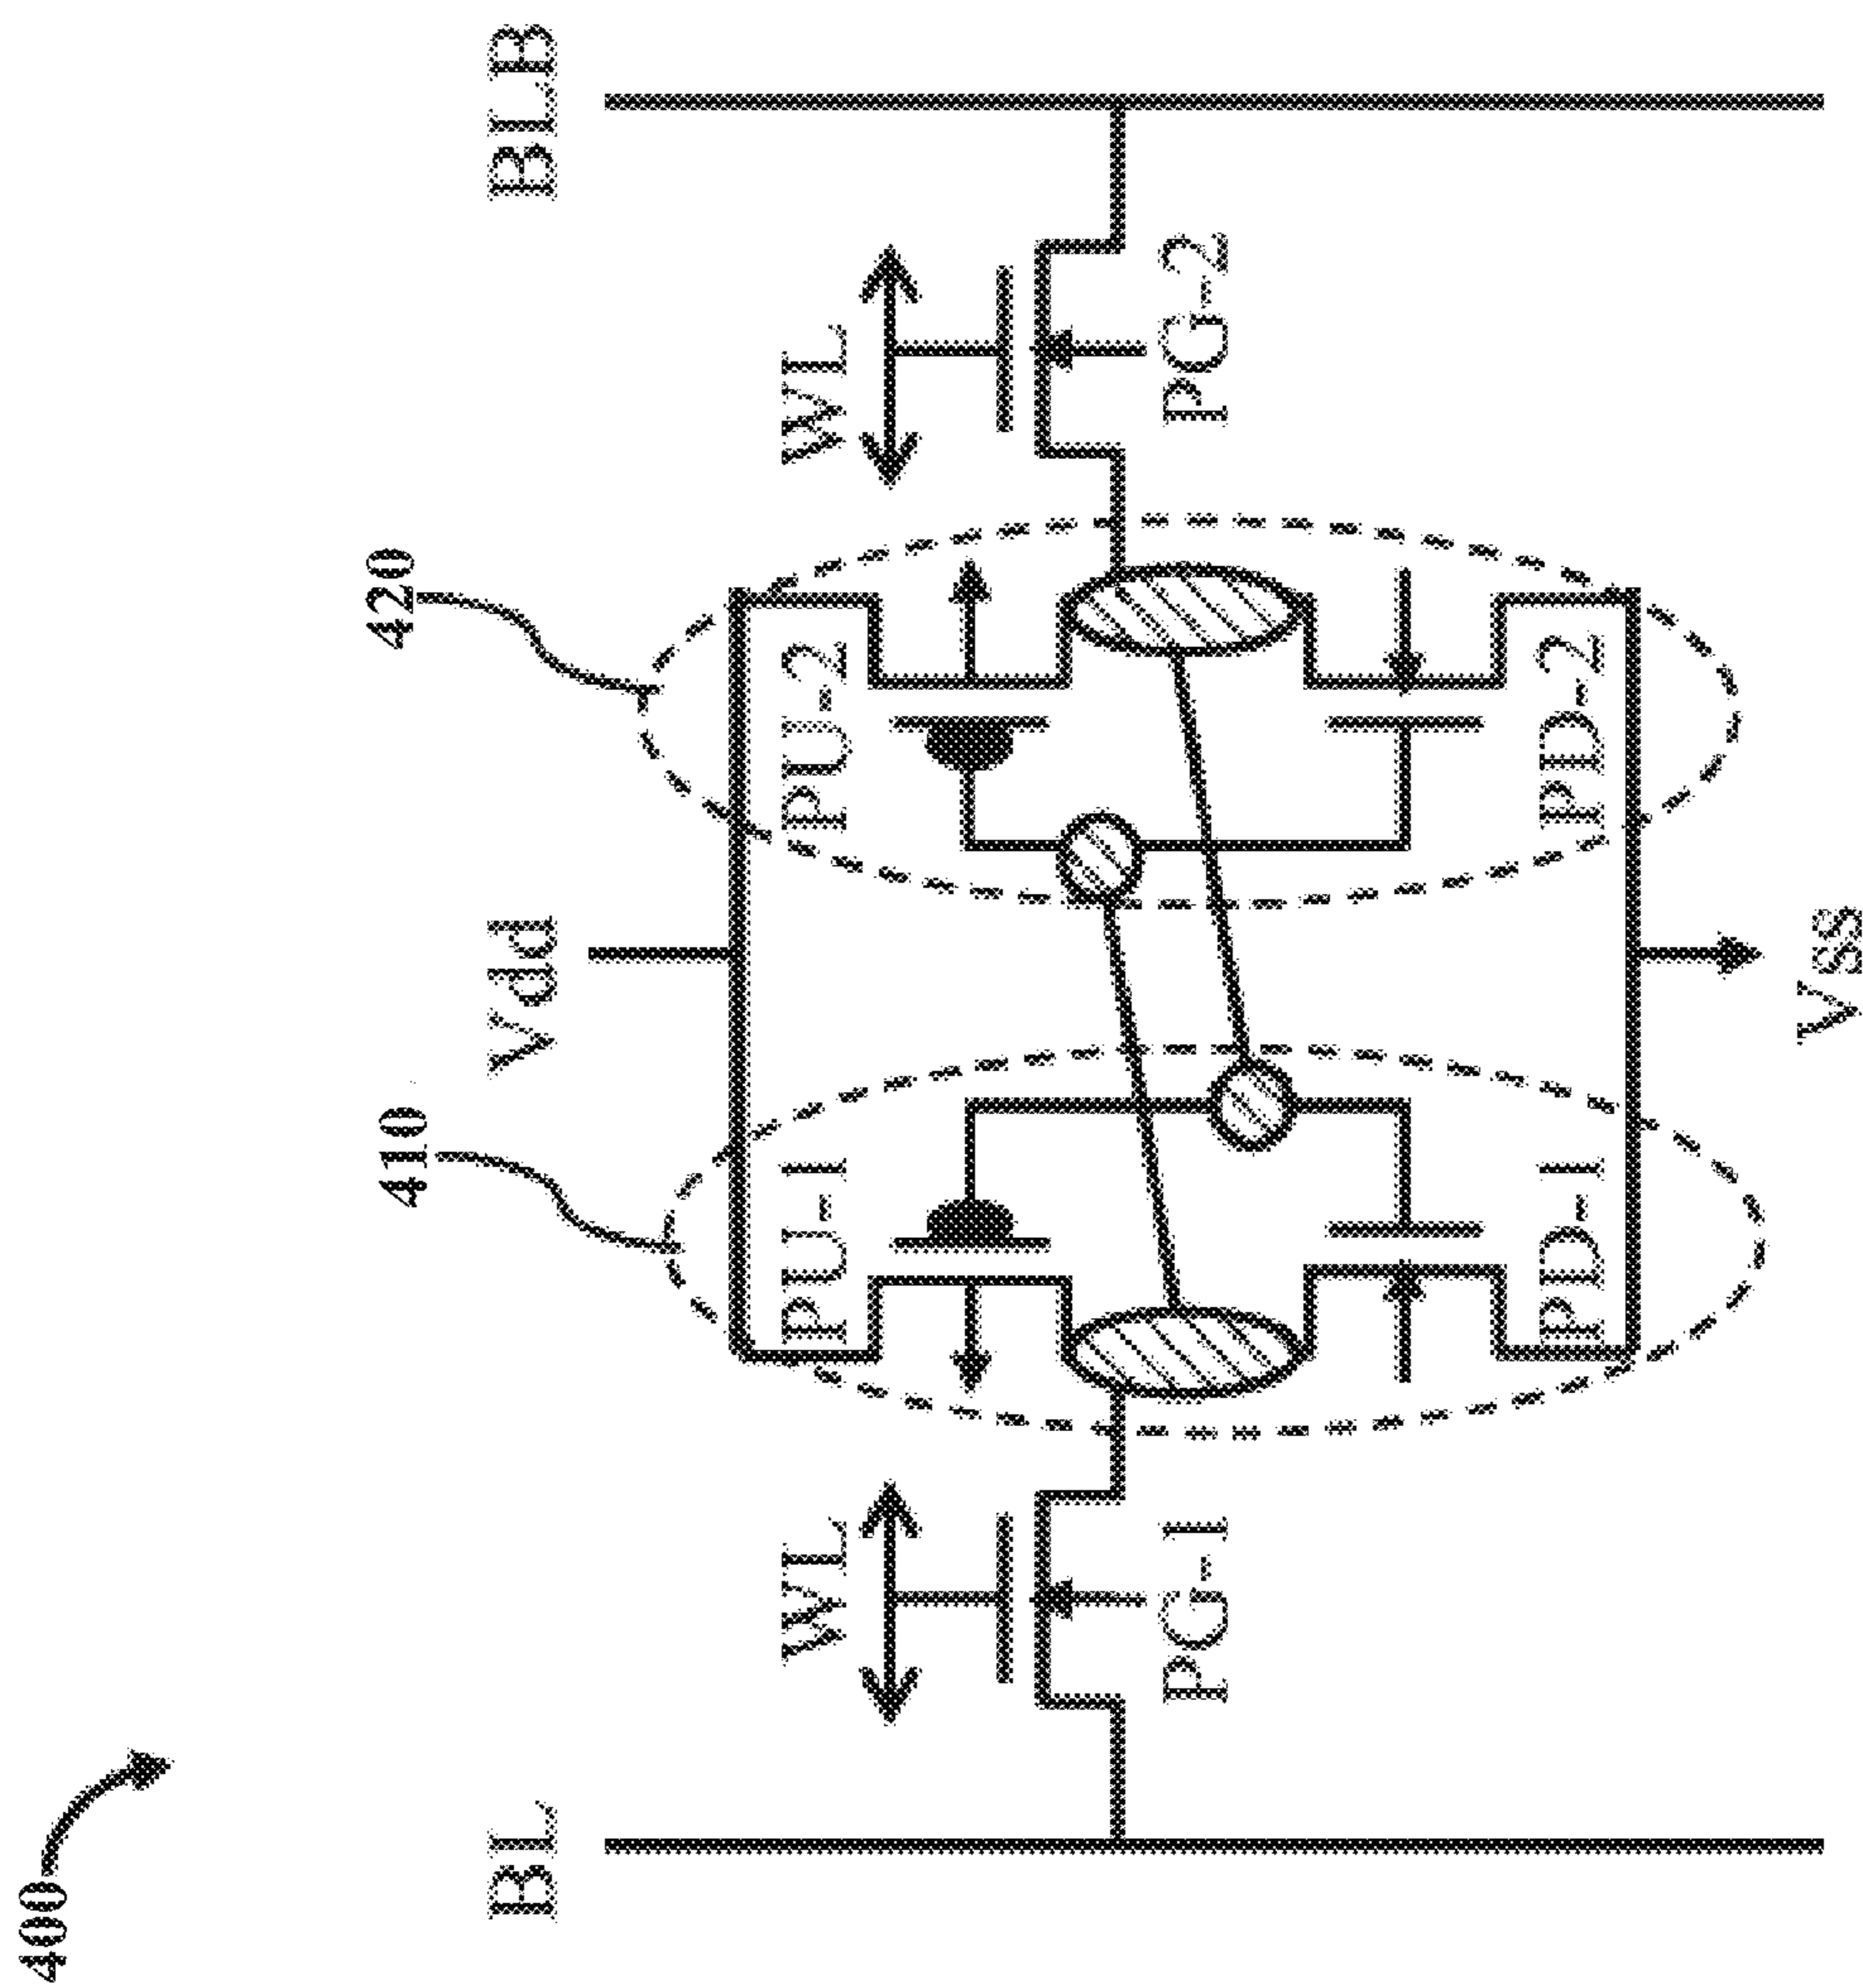 400
BL
Vdd
BLB
410
420
WL
WL
PU-1
PU-2
PG-1
PG-2
PD-1
PD-2
Vss